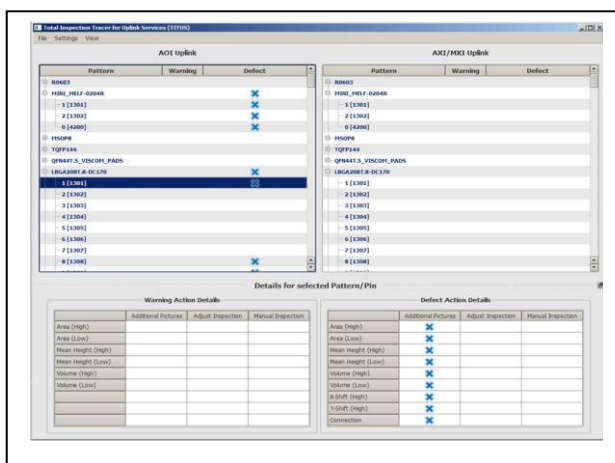 Total Inspection Tracer for Uplink Services (TITUS)
File Settings View
AOI Uplink
Pattern Warning Defect
R0603
MINI_MELF-0204R
1 [1301]
2 [1302]
0 [4200]
MSOP8
TQFP144
QFN44T.5_VISCOM_PADS
LBGA208T.8-DC170
1 [1301]
2 [1302]
3 [1303]
4 [1304]
5 [1305]
6 [1306]
7 [1307]
8 [1308]
AXI/MXI Uplink
Pattern Warning Defect
R0603
MINI_MELF-0204R
1 [1301]
2 [1302]
0 [4200]
MSOP8
TQFP144
QFN44T.5_VISCOM_PADS
LBGA208T.8-DC170
1 [1301]
2 [1302]
3 [1303]
4 [1304]
5 [1305]
6 [1306]
7 [1307]
8 [1308]
Details for selected Pattern/Pin
Warning Action Details
Additional Pictures Adjust Inspection Manual Inspection
Area (High)
Area (Low)
Mean Height (High)
Mean Height (Low)
Volume (High)
Volume (Low)
Defect Action Details
Additional Pictures Adjust Inspection Manual Inspection
Area (High)
Area (Low)
Mean Height (High)
Mean Height (Low)
Volume (High)
Volume (Low)
X-Shift (High)
Y-Shift (High)
Connection